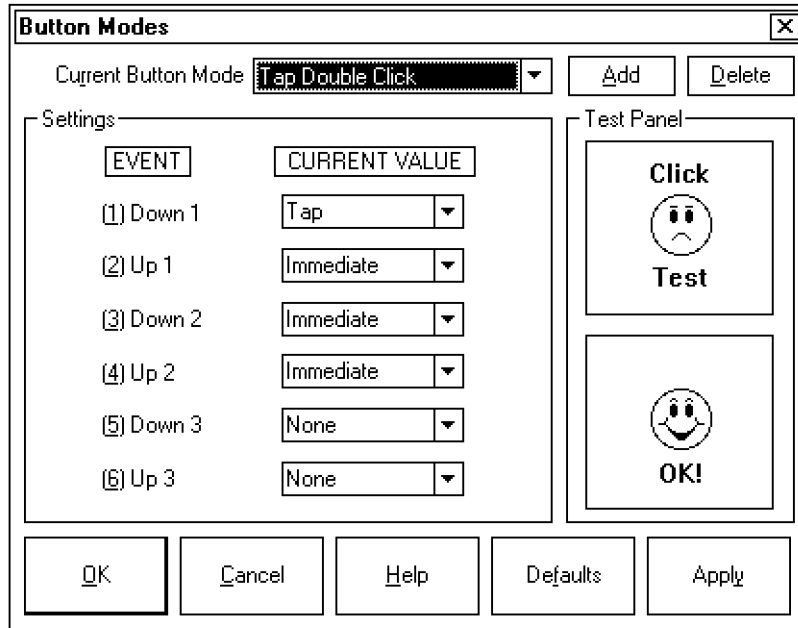 Button Modes
Current Button Mode Tap Double Click Add Delete
Settings
EVENT CURRENT VALUE
(1) Down 1 Tap
(2) Up 1 Immediate
(3) Down 2 Immediate
(4) Up 2 Immediate
(5) Down 3 None
(6) Up 3 None
Test Panel
Click
Test
OK!
OK Cancel Help Defaults Apply